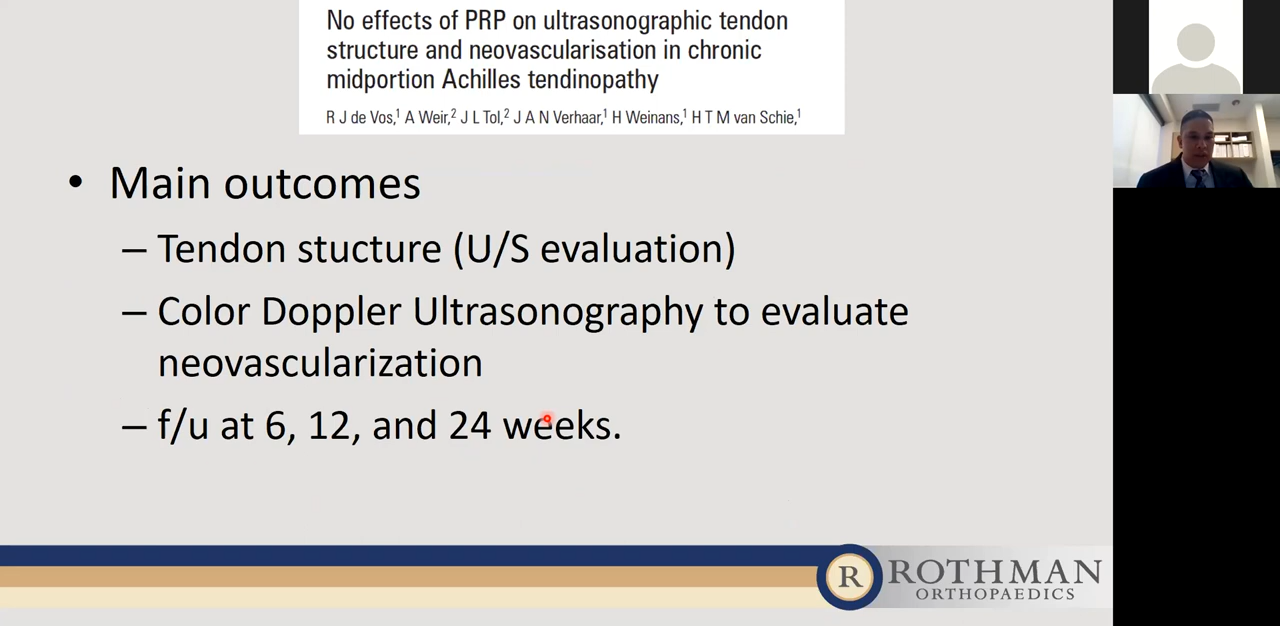 No effects of PRP on ultrasonographic tendon
structure and neovascularisation in chronic
midportion Achilles tendinopathy
R J de Vos,¹ A Weir,² J L Tol,² J A N Verhaar,¹ H Weinans,¹ H T M van Schie,¹
• Main outcomes
– Tendon stucture (U/S evaluation)
– Color Doppler Ultrasonography to evaluate
neovascularization
– f/u at 6, 12, and 24 weeks.
R ROTHMAN
ORTHOPAEDICS